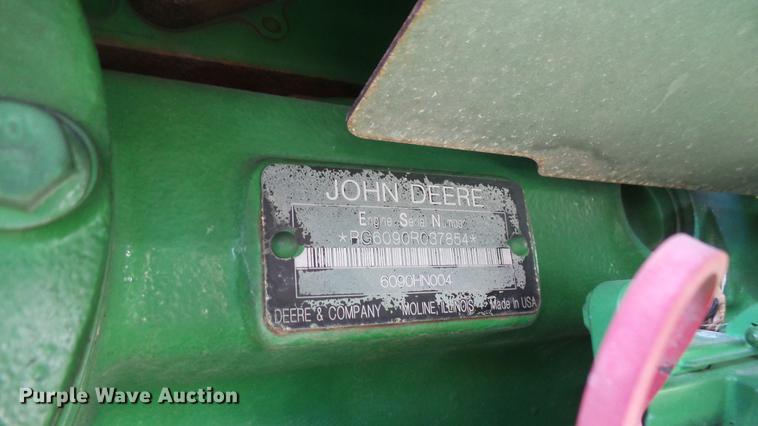 JOHN DEERE
Engine Serial Number
*RG6090R037854*
6090HN004
DEERE & COMPANY MOLINE, ILLINOIS Made in USA
Purple Wave Auction